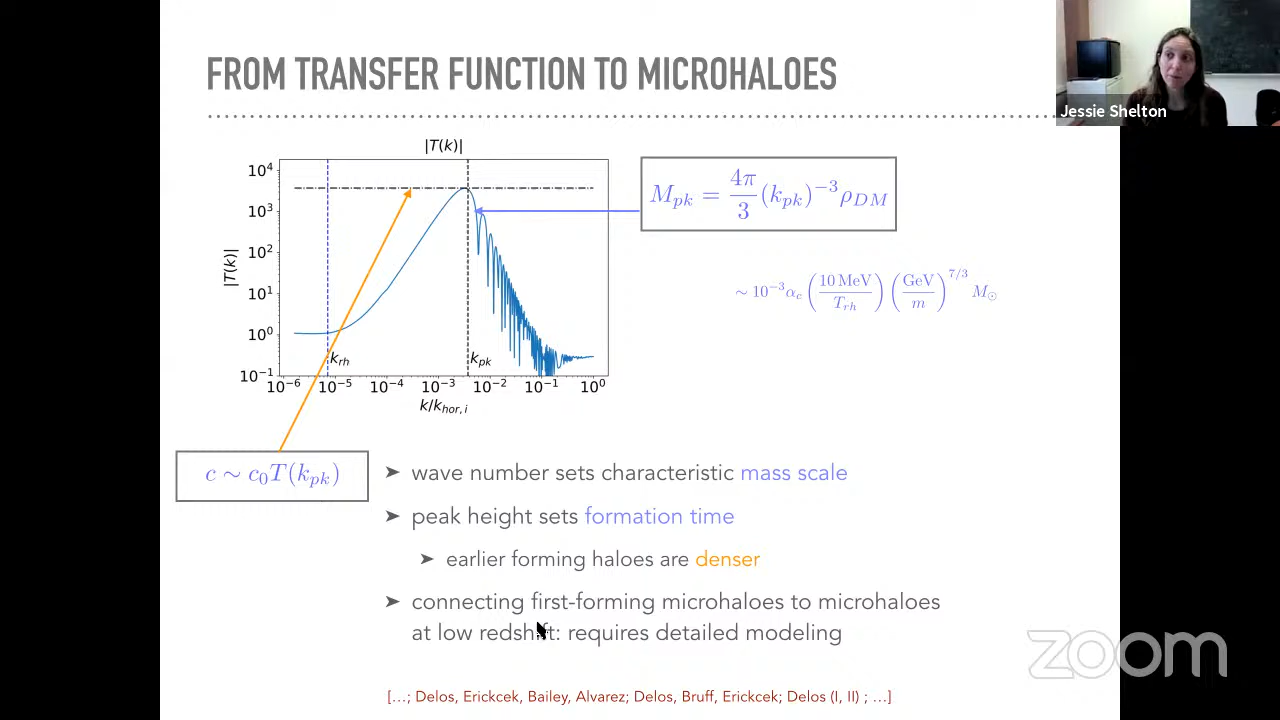 FROM TRANSFER FUNCTION TO MICROHALOES
Jessie Shelton
|T(k)|
10⁴
10³
10²
10¹
10⁰
10⁻¹
|T(k)|
k_rh
k_pk
10⁻⁶ 10⁻⁵ 10⁻⁴ 10⁻³ 10⁻² 10⁻¹ 10⁰
k/k_hor,i
M_pk = 4π/3 (k_pk)⁻³ ρ_DM
~ 10⁻³ α_c (10 MeV/T_rh) (GeV/m)^7/3 M_⊙
c ~ c₀T(k_pk)
➤ wave number sets characteristic mass scale
➤ peak height sets formation time
➤ earlier forming haloes are denser
➤ connecting first-forming microhaloes to microhaloes
at low redshift: requires detailed modeling
[…; Delos, Erickcek, Bailey, Alvarez; Delos, Bruff, Erickcek; Delos (I, II) ; …]
zoom